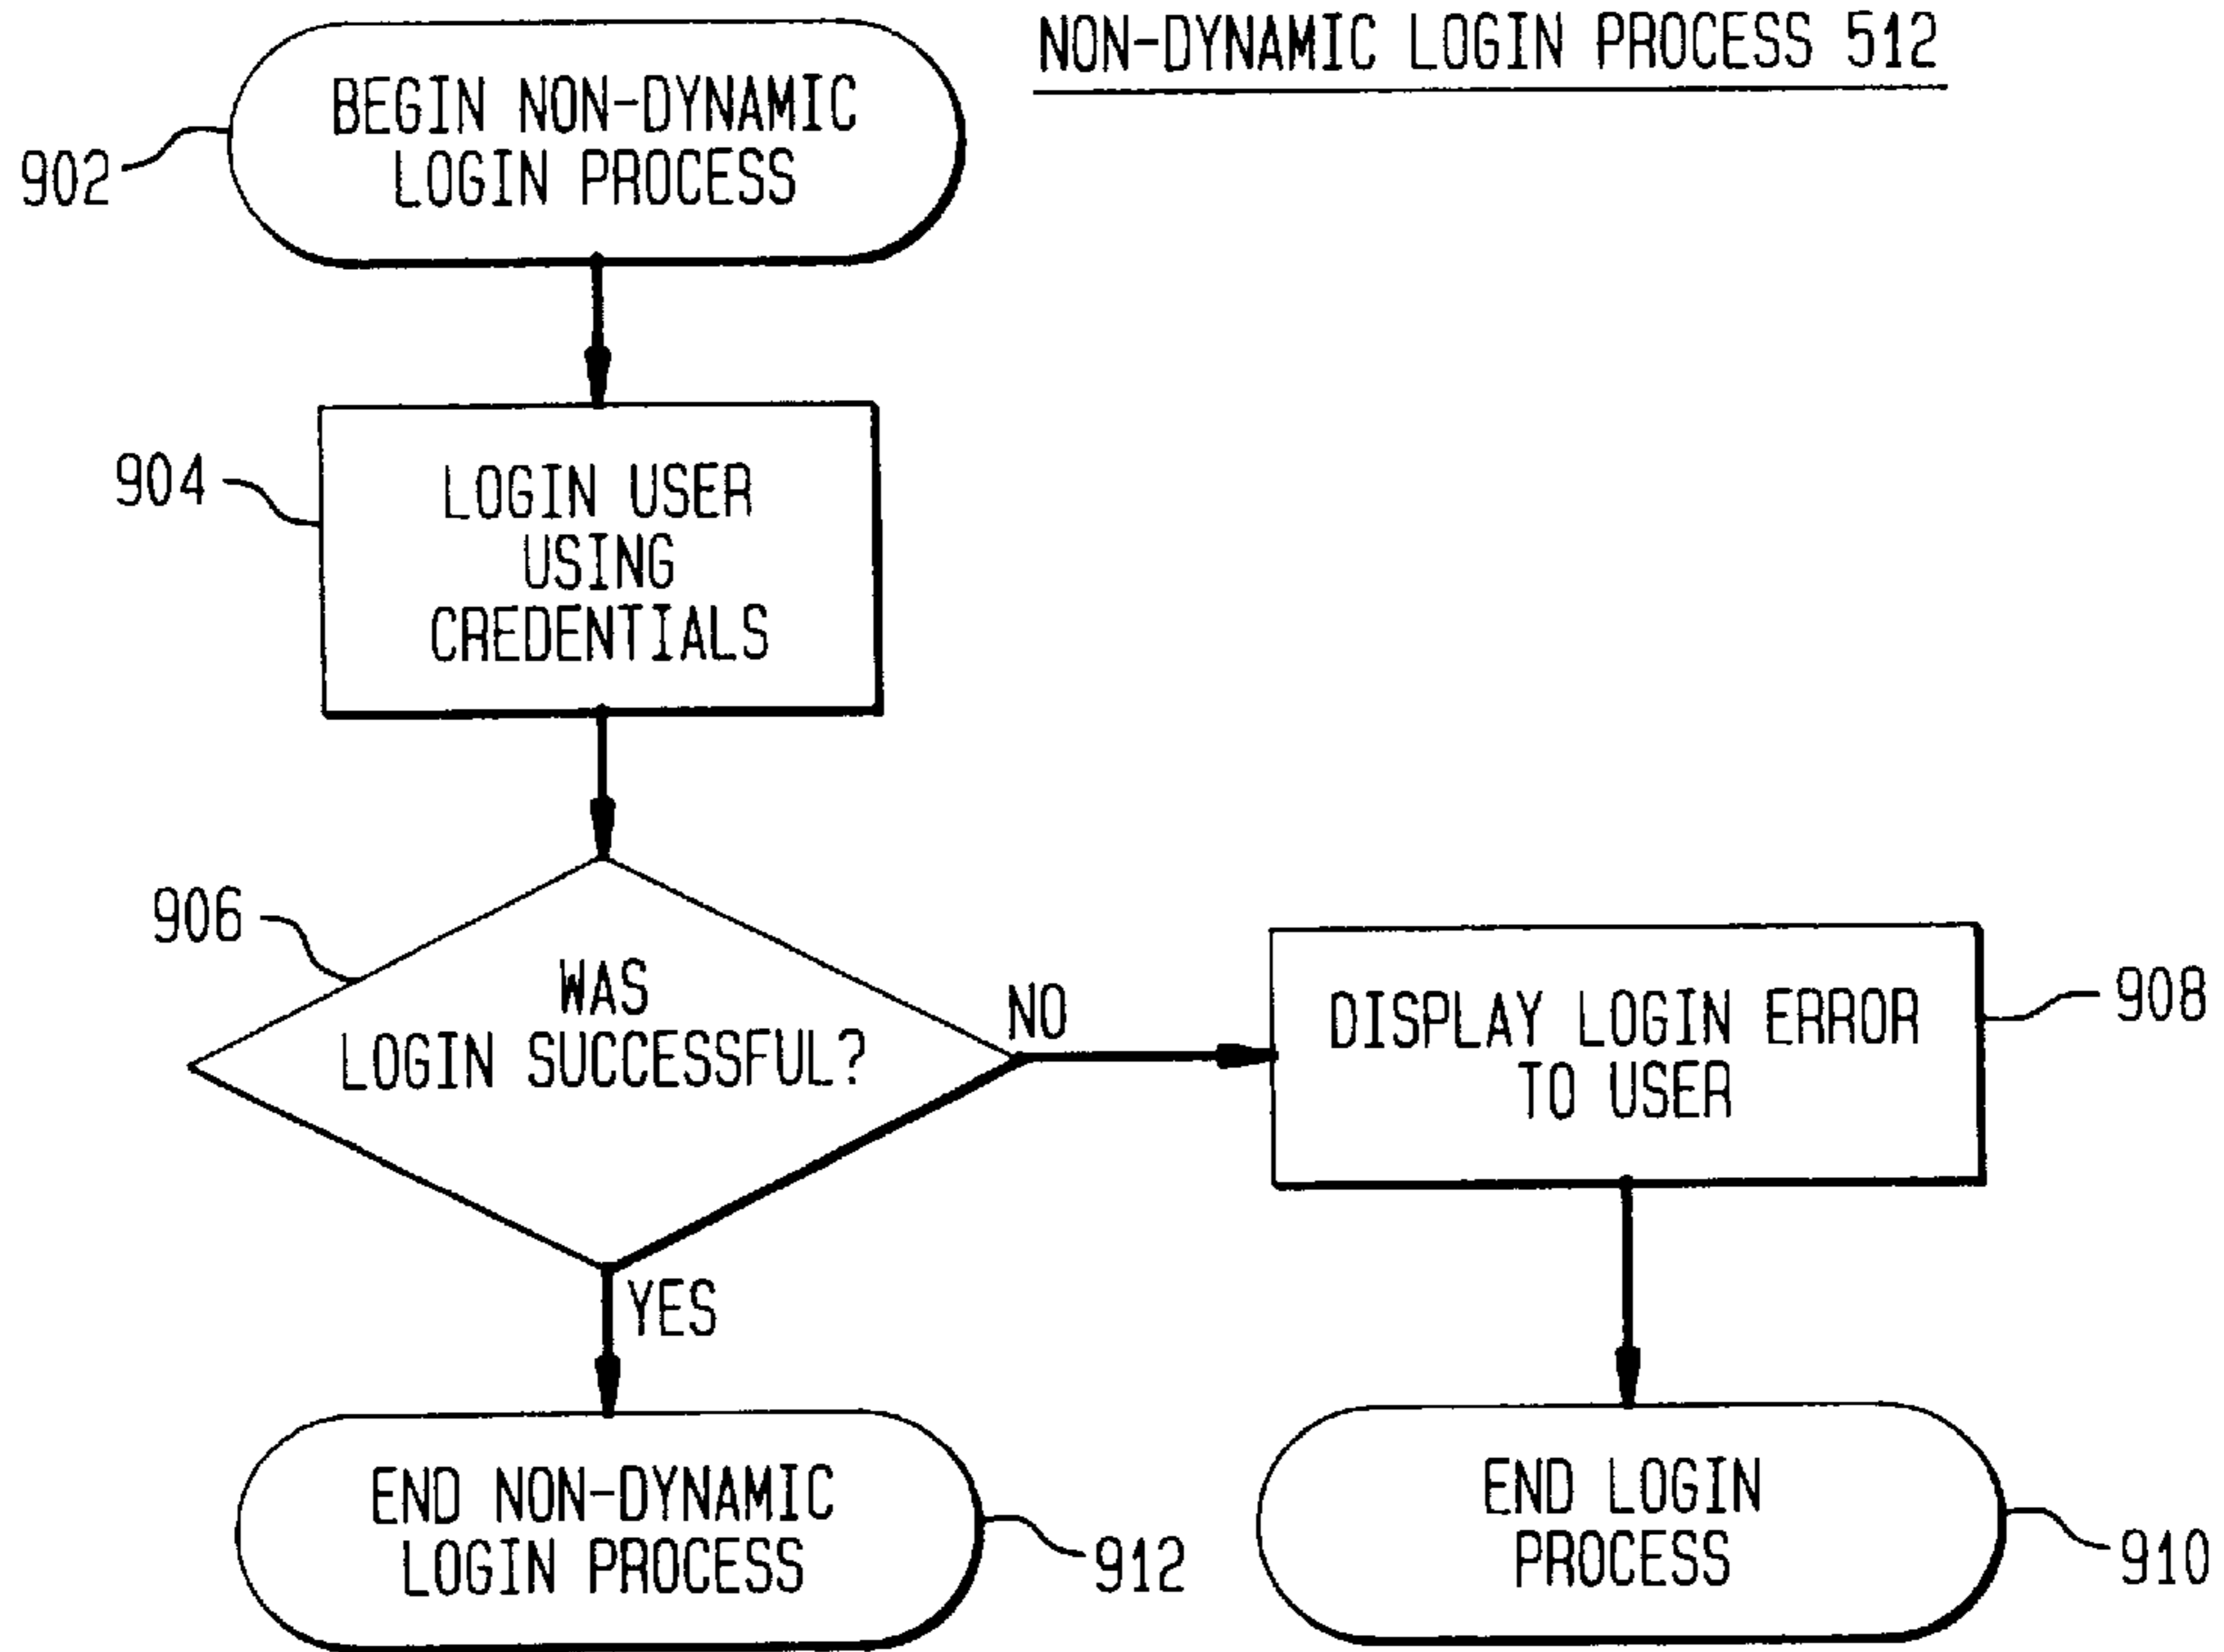 NON-DYNAMIC LOGIN PROCESS 512
BEGIN NON-DYNAMIC
LOGIN PROCESS
902
904
LOGIN USER
USING
CREDENTIALS
906
WAS
LOGIN SUCCESSFUL?
NO
DISPLAY LOGIN ERROR
TO USER
908
YES
END NON-DYNAMIC
LOGIN PROCESS
912
END LOGIN
PROCESS
910